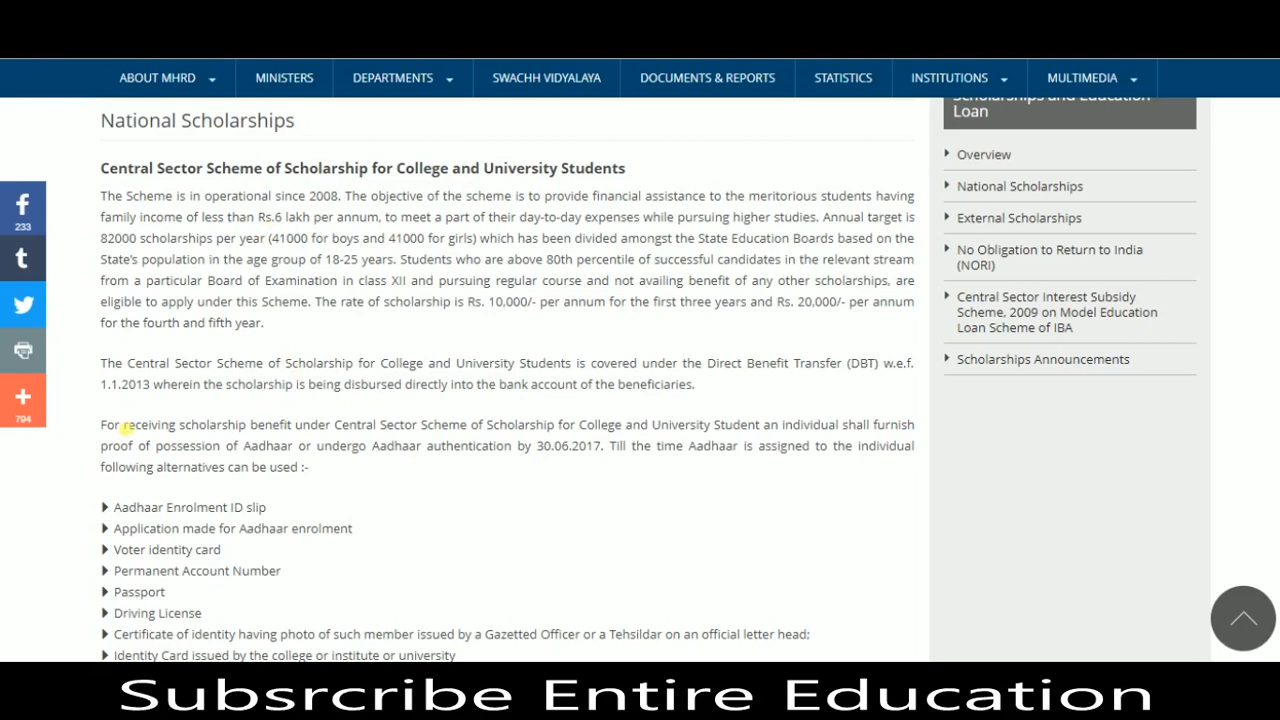 ABOUT MHRD MINISTERS DEPARTMENTS SWACHH VIDYALAYA DOCUMENTS & REPORTS STATISTICS INSTITUTIONS MULTIMEDIA
National Scholarships
Central Sector Scheme of Scholarship for College and University Students
The Scheme is in operational since 2008. The objective of the scheme is to provide financial assistance to the meritorious students having
family income of less than Rs.6 lakh per annum, to meet a part of their day-to-day expenses while pursuing higher studies. Annual target is
82000 scholarships per year (41000 for boys and 41000 for girls) which has been divided amongst the State Education Boards based on the
State's population in the age group of 18-25 years. Students who are above 80th percentile of successful candidates in the relevant stream
from a particular Board of Examination in class XII and pursuing regular course and not availing benefit of any other scholarships, are
eligible to apply under this Scheme. The rate of scholarship is Rs. 10,000/- per annum for the first three years and Rs. 20,000/- per annum
for the fourth and fifth year.
The Central Sector Scheme of Scholarship for College and University Students is covered under the Direct Benefit Transfer (DBT) w.e.f.
1.1.2013 wherein the scholarship is being disbursed directly into the bank account of the beneficiaries.
For receiving scholarship benefit under Central Sector Scheme of Scholarship for College and University Student an individual shall furnish
proof of possession of Aadhaar or undergo Aadhaar authentication by 30.06.2017. Till the time Aadhaar is assigned to the individual
following alternatives can be used :-
Aadhaar Enrolment ID slip
Application made for Aadhaar enrolment
Voter identity card
Permanent Account Number
Passport
Driving License
Certificate of identity having photo of such member issued by a Gazetted Officer or a Tehsildar on an official letter head;
Identity Card issued by the college or institute or university
Scholarships and Education
Loan
Overview
National Scholarships
External Scholarships
No Obligation to Return to India
(NORI)
Central Sector Interest Subsidy
Scheme, 2009 on Model Education
Loan Scheme of IBA
Scholarships Announcements
233
794
Subsrcribe Entire Education